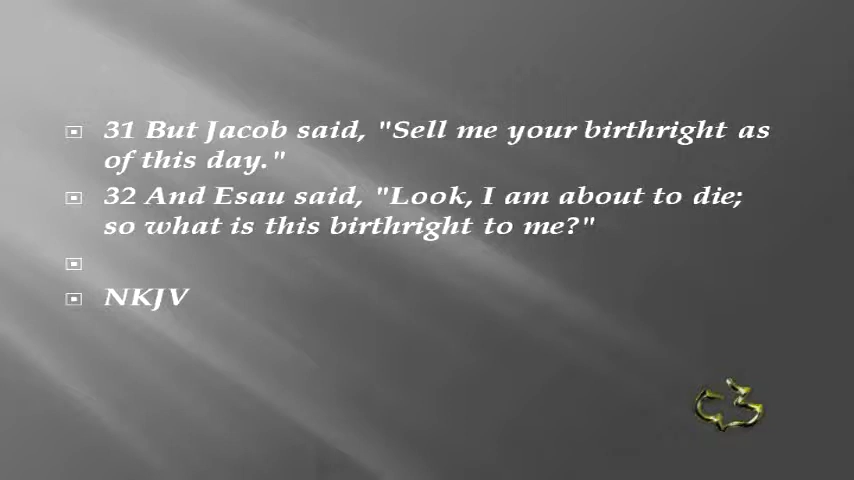 31 But Jacob said, "Sell me your birthright as
of this day."
32 And Esau said, "Look, I am about to die;
so what is this birthright to me?"
NKJV
C3